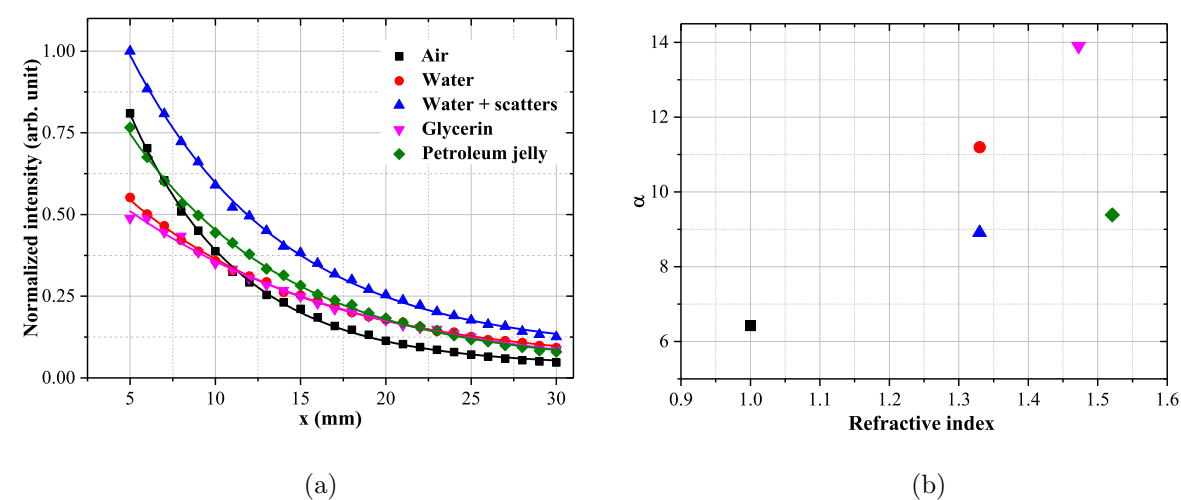 1.00
0.75
0.50
0.25
0.00
Normalized intensity (arb. unit)
Air
Water
Water + scatters
Glycerin
Petroleum jelly
5 10 15 20 25 30
x (mm)
(a)
14
12
10
8
6
α
0.9 1.0 1.1 1.2 1.3 1.4 1.5 1.6
Refractive index
(b)